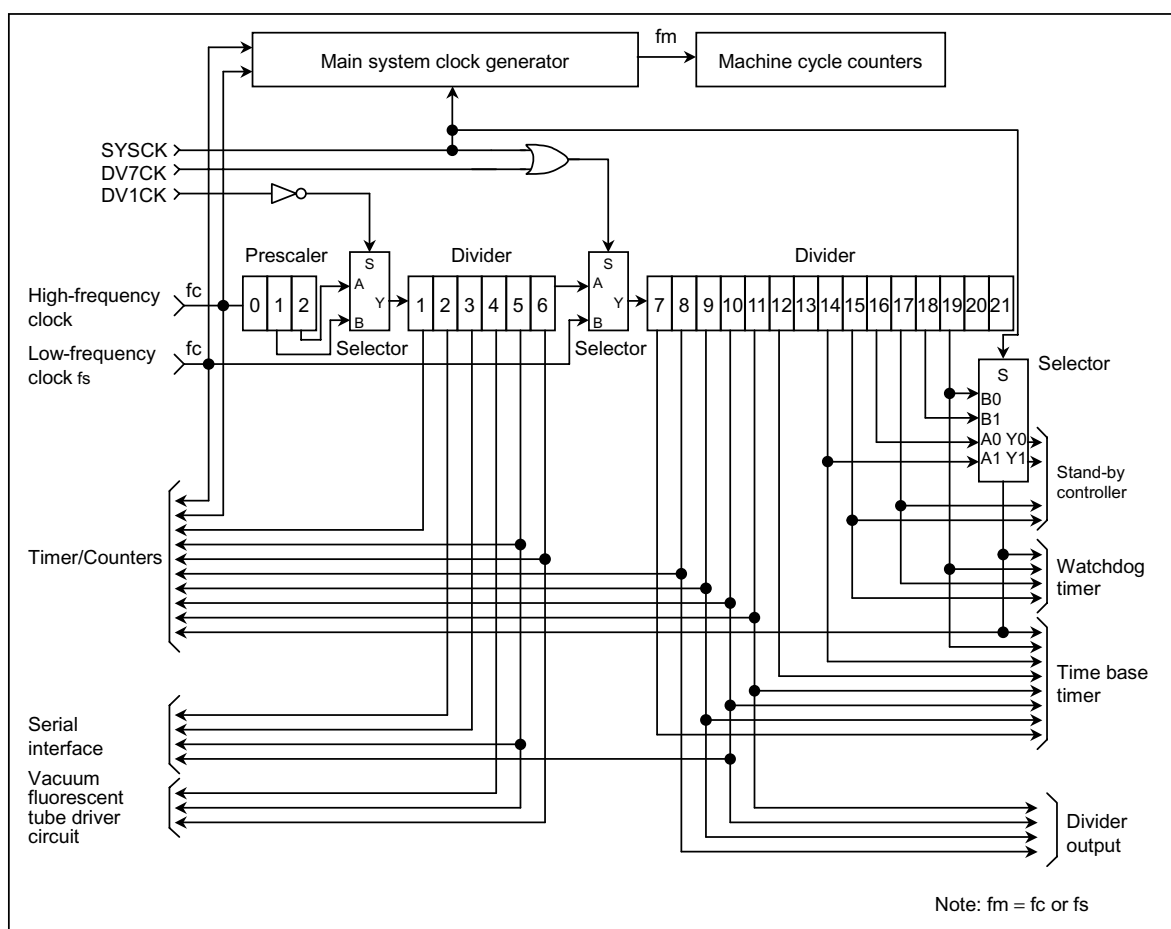 fm
Main system clock generator
Machine cycle counters
SYSCK
DV7CK
DV1CK
Prescaler
Divider
Divider
S
A
Y
B
S
A
Y
B
fc
High-frequency
clock
0 1 2
1 2 3 4 5 6
7 8 9 10 11 12 13 14 15 16 17 18 19 20 21
Selector
Selector
fc
Low-frequency
clock fs
Selector
S
B0
B1
A0 Y0
A1 Y1
Stand-by
controller
Timer/Counters
Watchdog
timer
Time base
timer
Serial
interface
Vacuum
fluorescent
tube driver
circuit
Divider
output
Note: fm = fc or fs